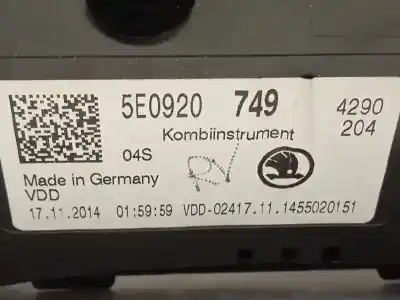 5E0920 749 4290
204
Kombiinstrument
04S
Made in Germany
VDD
17.11.2014 01:59:59 VDD-02417.11.1455020151